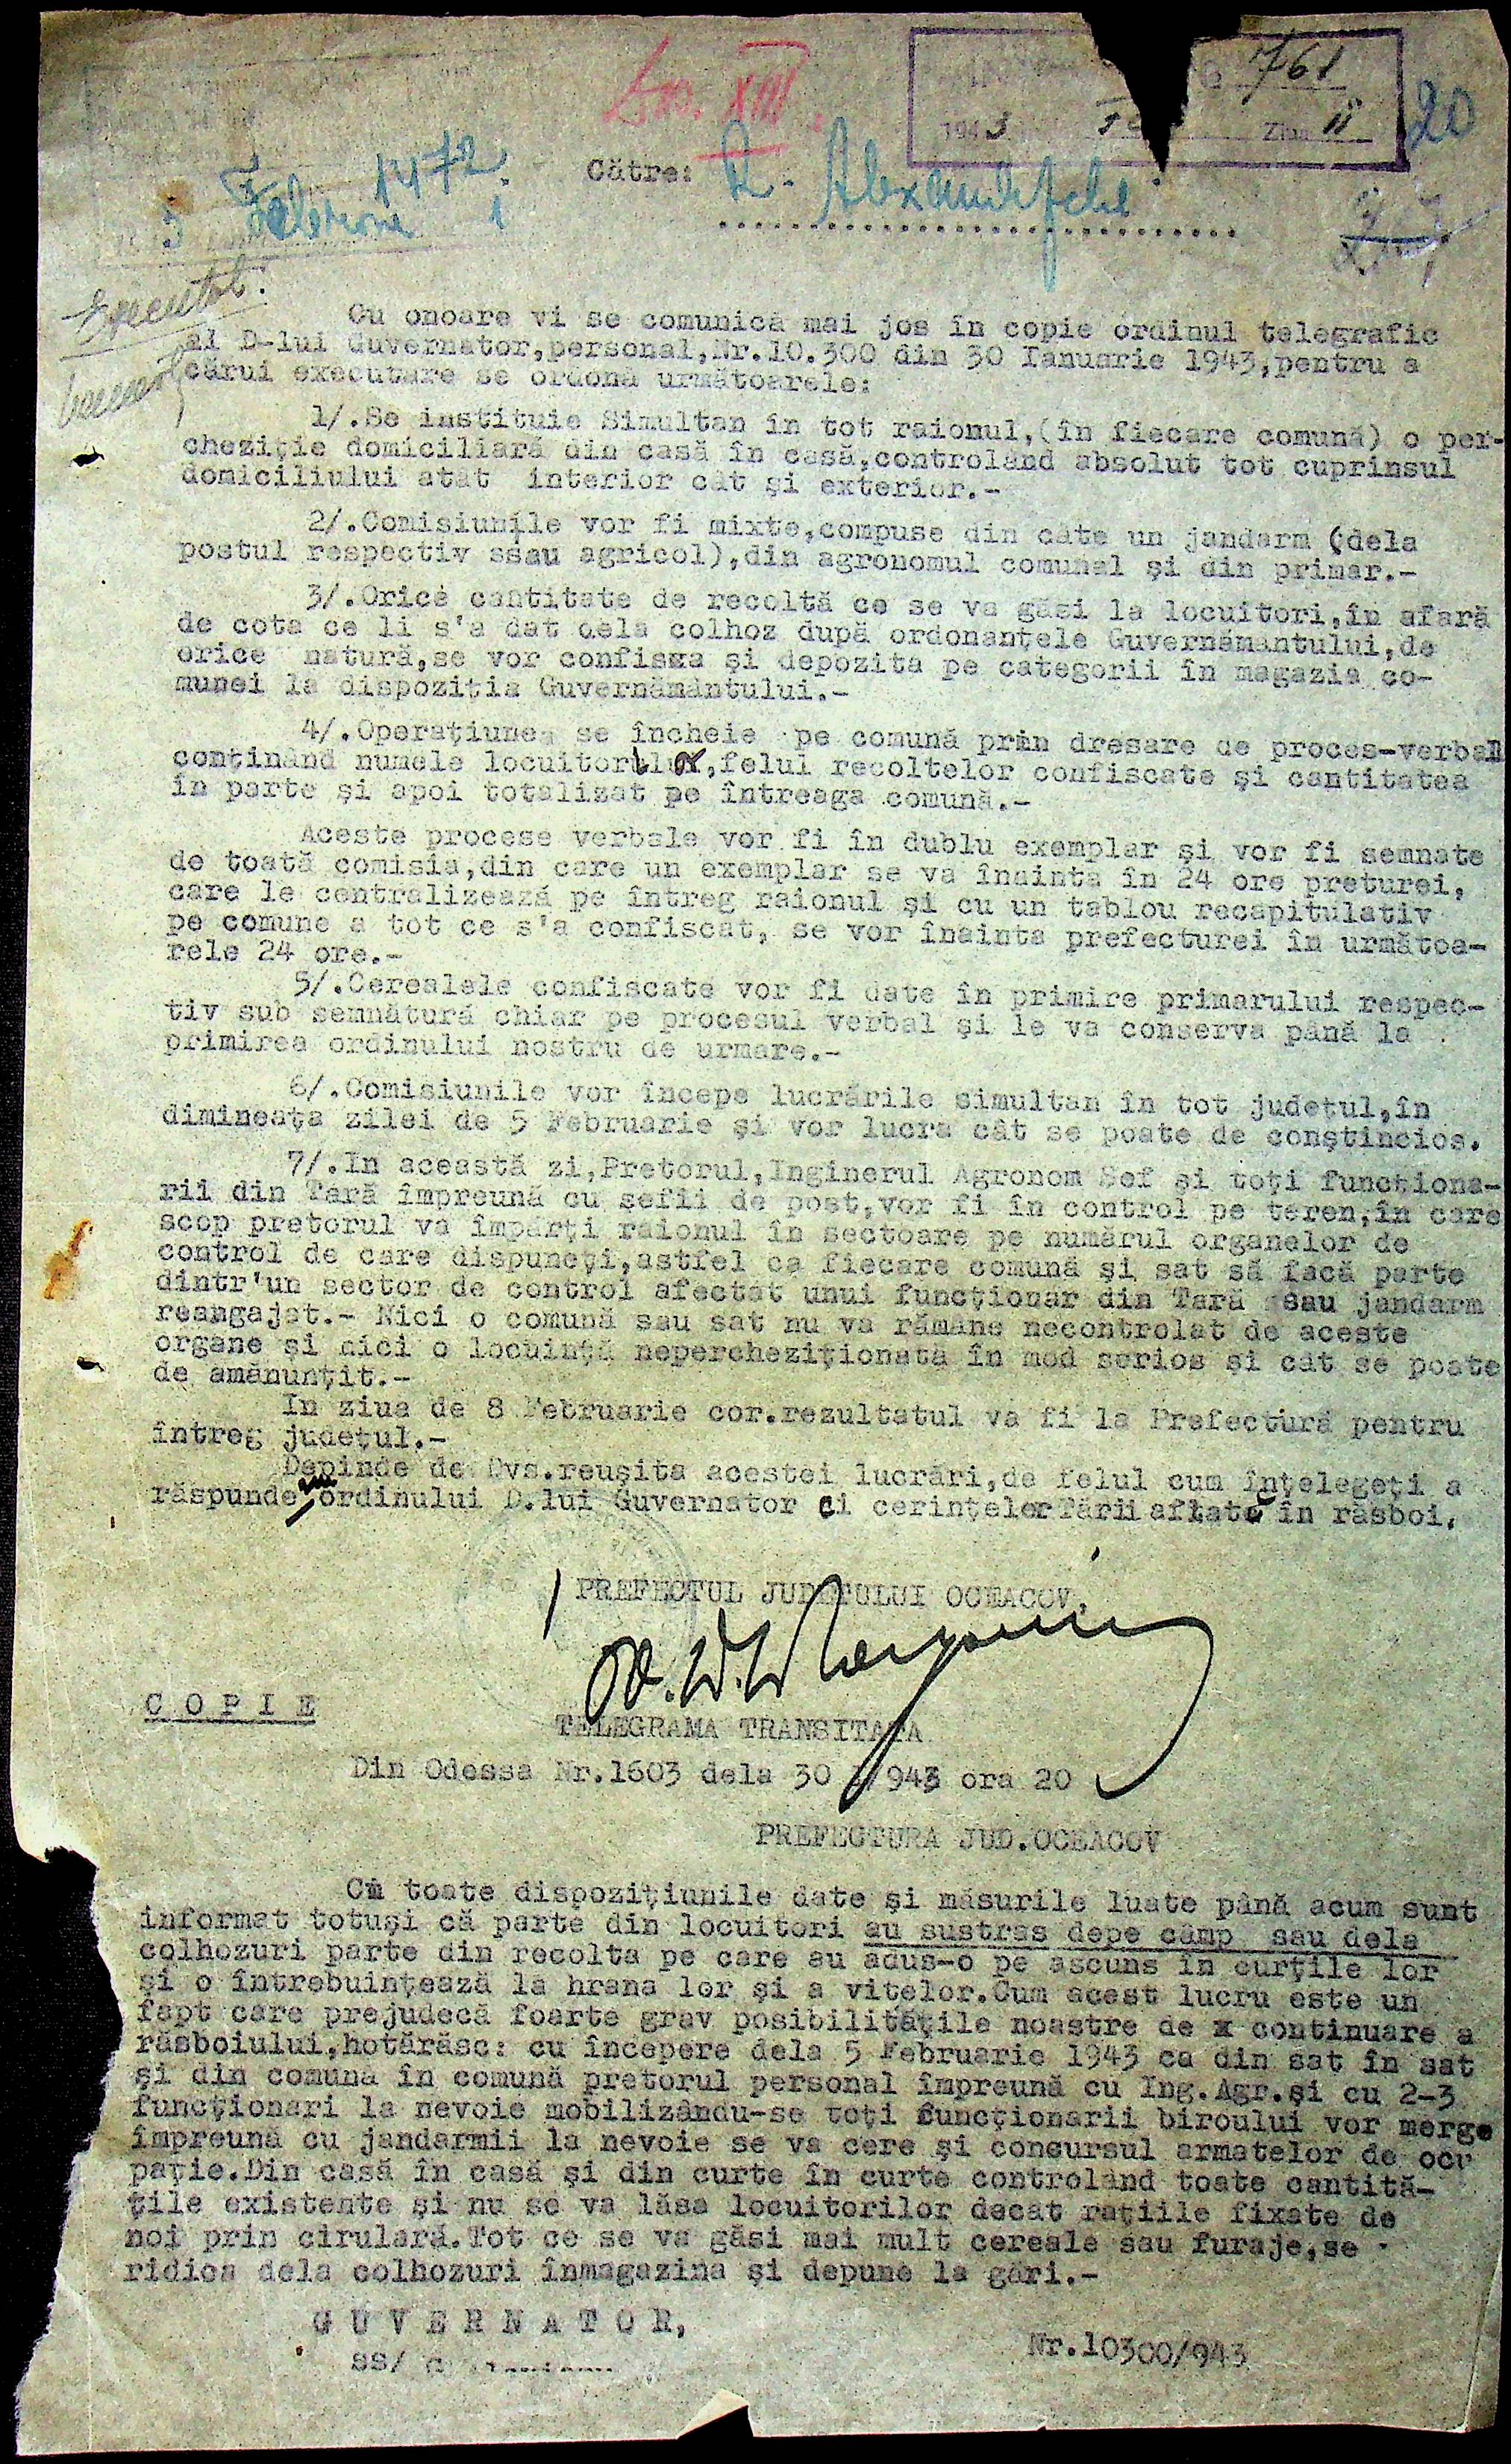 761
194 3 Ziua 11
20
1472
Februarie
Către:
Executat.
Cu onoare vi se comunică mai jos în copie ordinul telegrafic
al D-lui Guvernator,personal,Nr.10.300 din 30 Ianuarie 1943,pentru a
cărui executare se ordonă următoarele:
1/.Se instituie Simultan în tot raionul,(în fiecare comună) o per-
cheziție domiciliară din casă în casă,controlând absolut tot cuprinsul
domiciliului atât interior cât și exterior.-
2/.Comisiunile vor fi mixte,compuse din câte un jandarm (dela
postul respectiv ssau agricol),din agronomul comunal și din primar.-
3/.Orice cantitate de recoltă ce se va găsi la locuitori,în afară
de cota ce li s'a dat dela colhoz după ordonanțele Guvernământului,de
orice natură,se vor confisxa și depozita pe categorii în magazia co-
munei la dispoziția Guvernământului.-
4/.Operațiunea se încheie pe comună prin dresare de proces-verbal
conținând numele locuitorilor,felul recoltelor confiscate și cantitatea
în parte și apoi totalizat pe întreaga comună.-
Aceste procese verbale vor fi în dublu exemplar și vor fi semnate
de toată comisia,din care un exemplar se va înainta în 24 ore preturei,
care le centralizează pe întreg raionul și cu un tablou recapitulativ
pe comune a tot ce s'a confiscat, se vor înainta prefecturei în următoa-
rele 24 ore.-
5/.Cerealele confiscate vor fi date în primire primarului respec-
tiv sub semnătură chiar pe procesul verbal și le va conserva până la
primirea ordinului nostru de urmare.-
6/.Comisiunile vor începe lucrările simultan în tot județul,în
dimineața zilei de 5 Februarie și vor lucra cât se poate de conștincios.
7/.In această zi,Pretorul,Inginerul Agronom Șef și toți funcționa-
rii din Țară împreună cu șefii de post,vor fi în control pe teren,în care
scop pretorul va împărți raionul în sectoare pe numărul organelor de
control de care dispuneți,astfel ca fiecare comună și sat să facă parte
dintr'un sector de control afectat unui funcționar din Țară sau jandarm
reangajat.- Nici o comună sau sat nu va rămâne necontrolat de aceste
organe și nici o locuință nepercheziționată în mod serios și cât se poate
de amănunțit.-
In ziua de 8 Februarie cor.rezultatul va fi la Prefectură pentru
întreg județul.-
Depinde de Dvs.reușita acestei lucrări,de felul cum înțelegeți a
răspunde ordinului D.lui Guvernator și cerințelor Țării aflate în răsboi.
PREFECTUL JUDEȚULUI OCEACOV,
C O P I E
TELEGRAMA TRANSITATA
Din Odessa Nr.1603 dela 30 I/943 ora 20
PREFECTURA JUD.OCEACOV
Cu toate dispozițiunile date și măsurile luate până acum sunt
informat totuși că parte din locuitori au sustras depe câmp sau dela
colhozuri parte din recolta pe care au adus-o pe ascuns în curțile lor
și o întrebuințează la hrana lor și a vitelor.Cum acest lucru este un
fapt care prejudecă foarte grav posibilitățile noastre de x continuare a
răsboiului,hotărăsc: cu începere dela 5 Februarie 1943 ca din sat în sat
și din comună în comună pretorul personal împreună cu Ing.Agr.și cu 2-3
funcționari la nevoie mobilizându-se toți funcționarii biroului vor merge
împreună cu jandarmii la nevoie se va cere și concursul armatelor de ocu
pație.Din casă în casă și din curte în curte controlând toate cantită-
țile existente și nu se va lăsa locuitorilor decat rațiile fixate de
noi prin cirulară.Tot ce se va găsi mai mult cereale sau furaje,se
ridica dela colhozuri înmagazina și depune la gări.-
G U V E R N A T O R,
ss/
Nr.10300/943